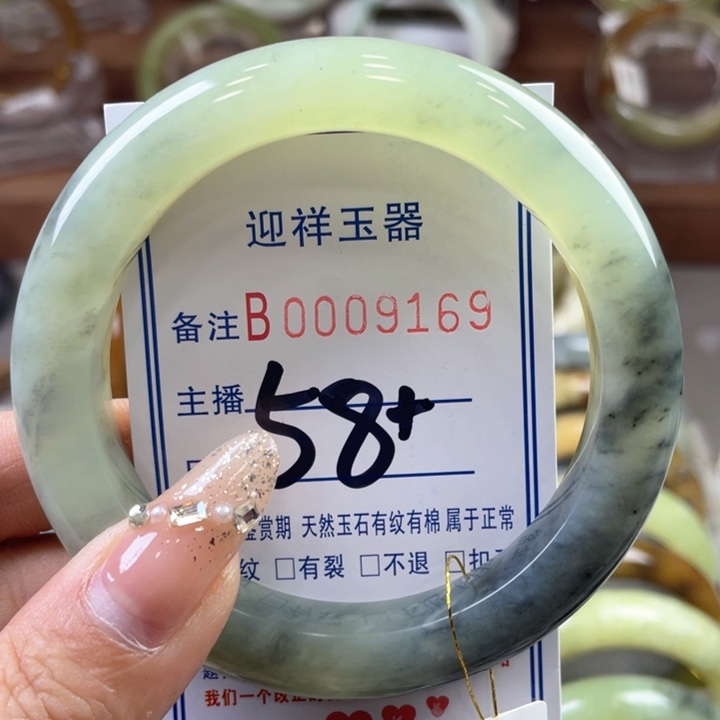 迎祥玉器
备注B0009169
主播 58+
鉴赏期 天然玉石有纹有棉属于正常
纹 □有裂 □不退 □扣
我们一个